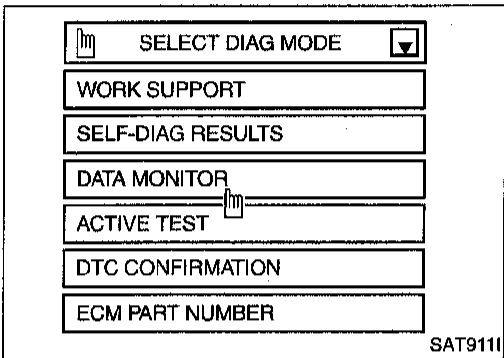 SELECT DIAG MODE
WORK SUPPORT
SELF-DIAG RESULTS
DATA MONITOR
ACTIVE TEST
DTC CONFIRMATION
ECM PART NUMBER
SAT911I